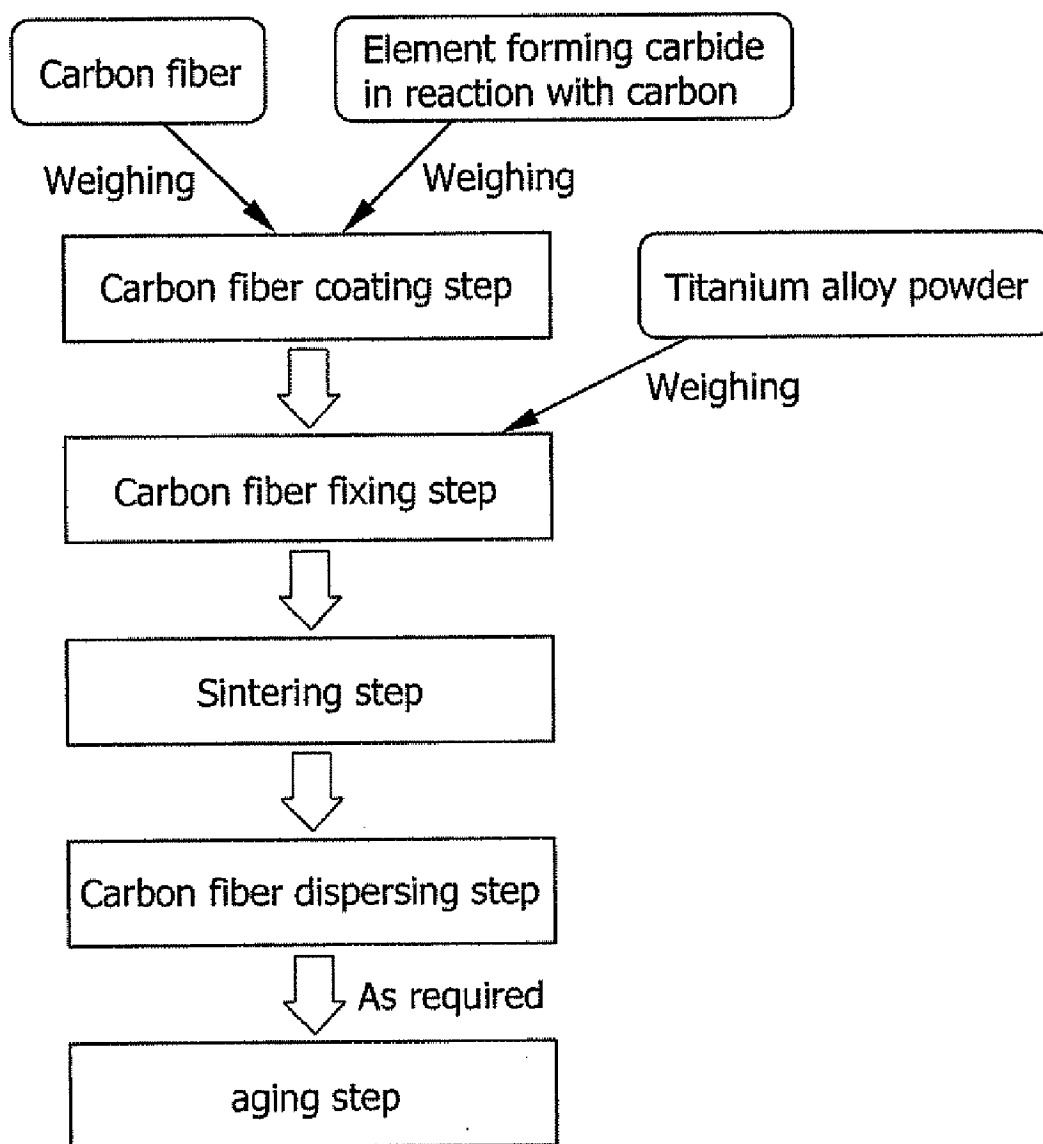 Carbon fiber
Element forming carbide
in reaction with carbon
Weighing
Weighing
Carbon fiber coating step
Titanium alloy powder
Weighing
Carbon fiber fixing step
Sintering step
Carbon fiber dispersing step
As required
aging step